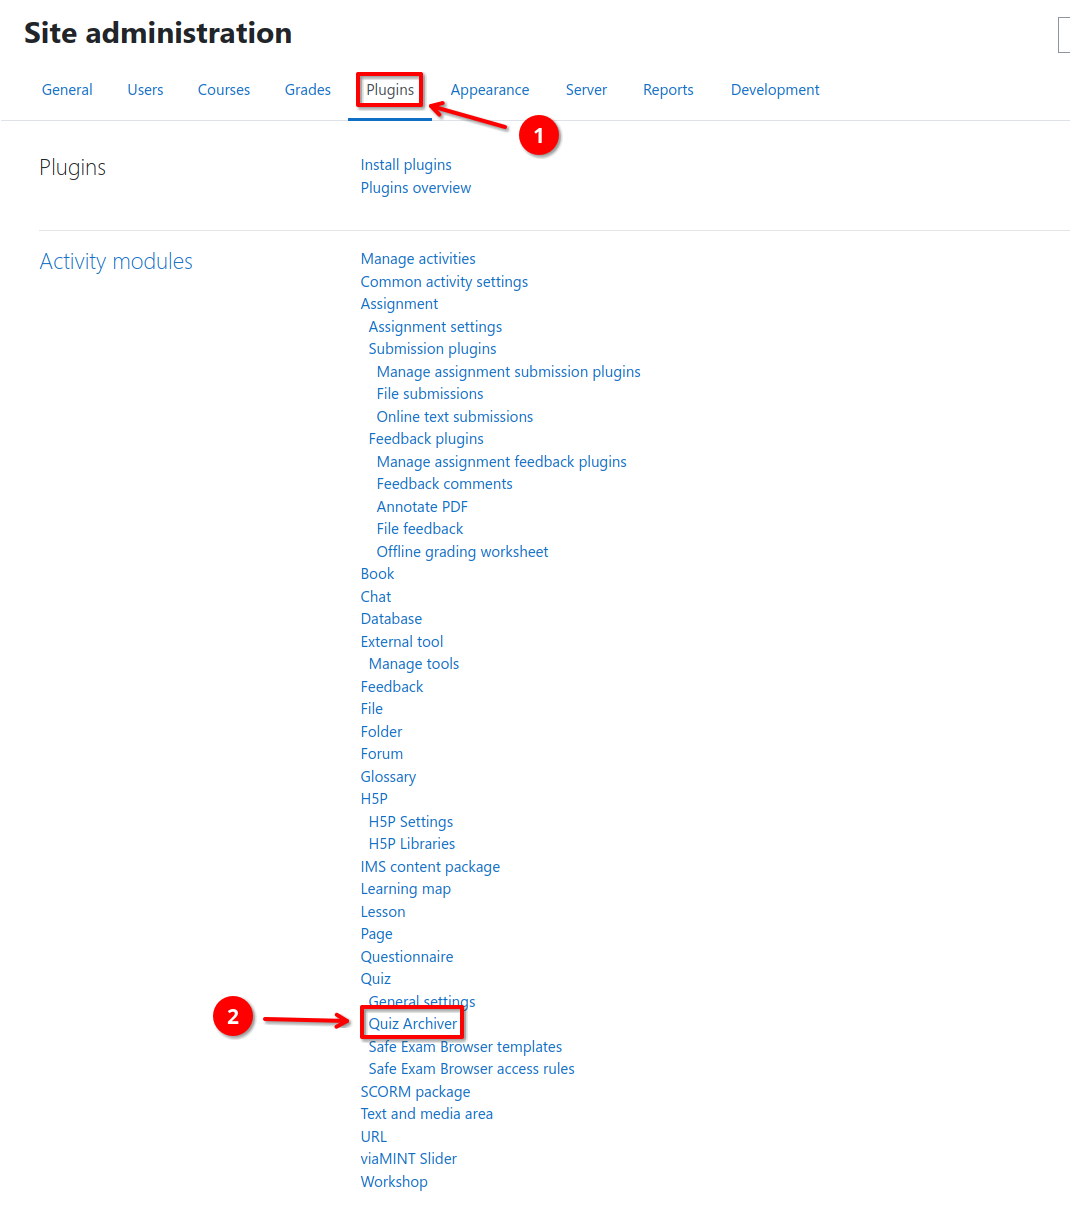 Site administration
General Users Courses Grades Plugins Appearance Server Reports Development
1
Plugins
Install plugins
Plugins overview
Activity modules
Manage activities
Common activity settings
Assignment
Assignment settings
Submission plugins
Manage assignment submission plugins
File submissions
Online text submissions
Feedback plugins
Manage assignment feedback plugins
Feedback comments
Annotate PDF
File feedback
Offline grading worksheet
Book
Chat
Database
External tool
Manage tools
Feedback
File
Folder
Forum
Glossary
H5P
H5P Settings
H5P Libraries
IMS content package
Learning map
Lesson
Page
Questionnaire
Quiz
General settings
2 Quiz Archiver
Safe Exam Browser templates
Safe Exam Browser access rules
SCORM package
Text and media area
URL
viaMINT Slider
Workshop